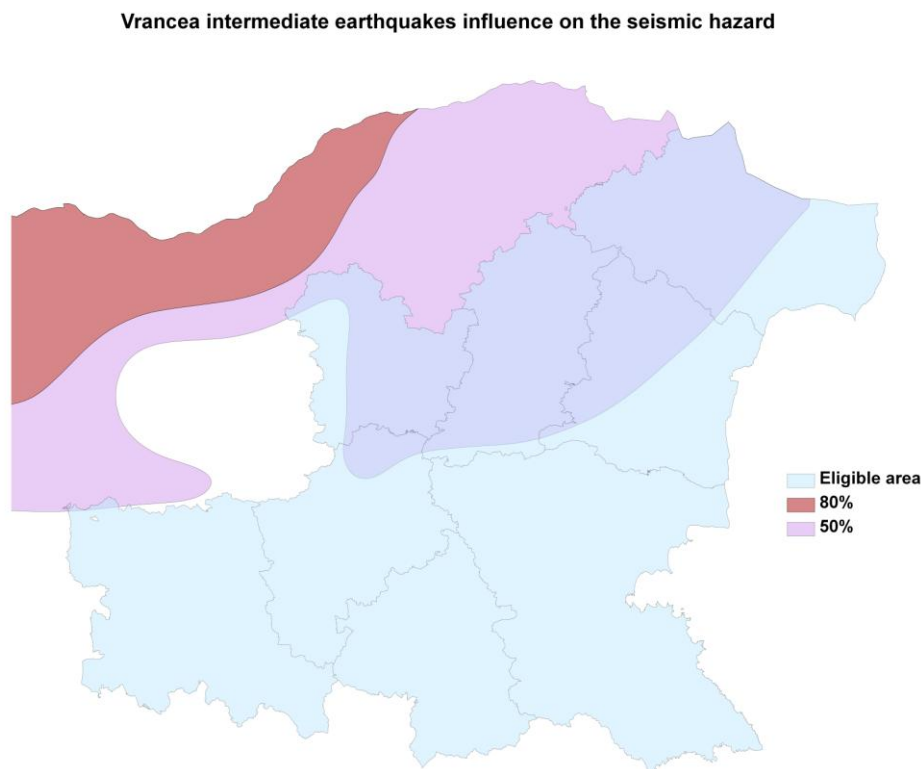 Vrancea intermediate earthquakes influence on the seismic hazard
Eligible area
80%
50%